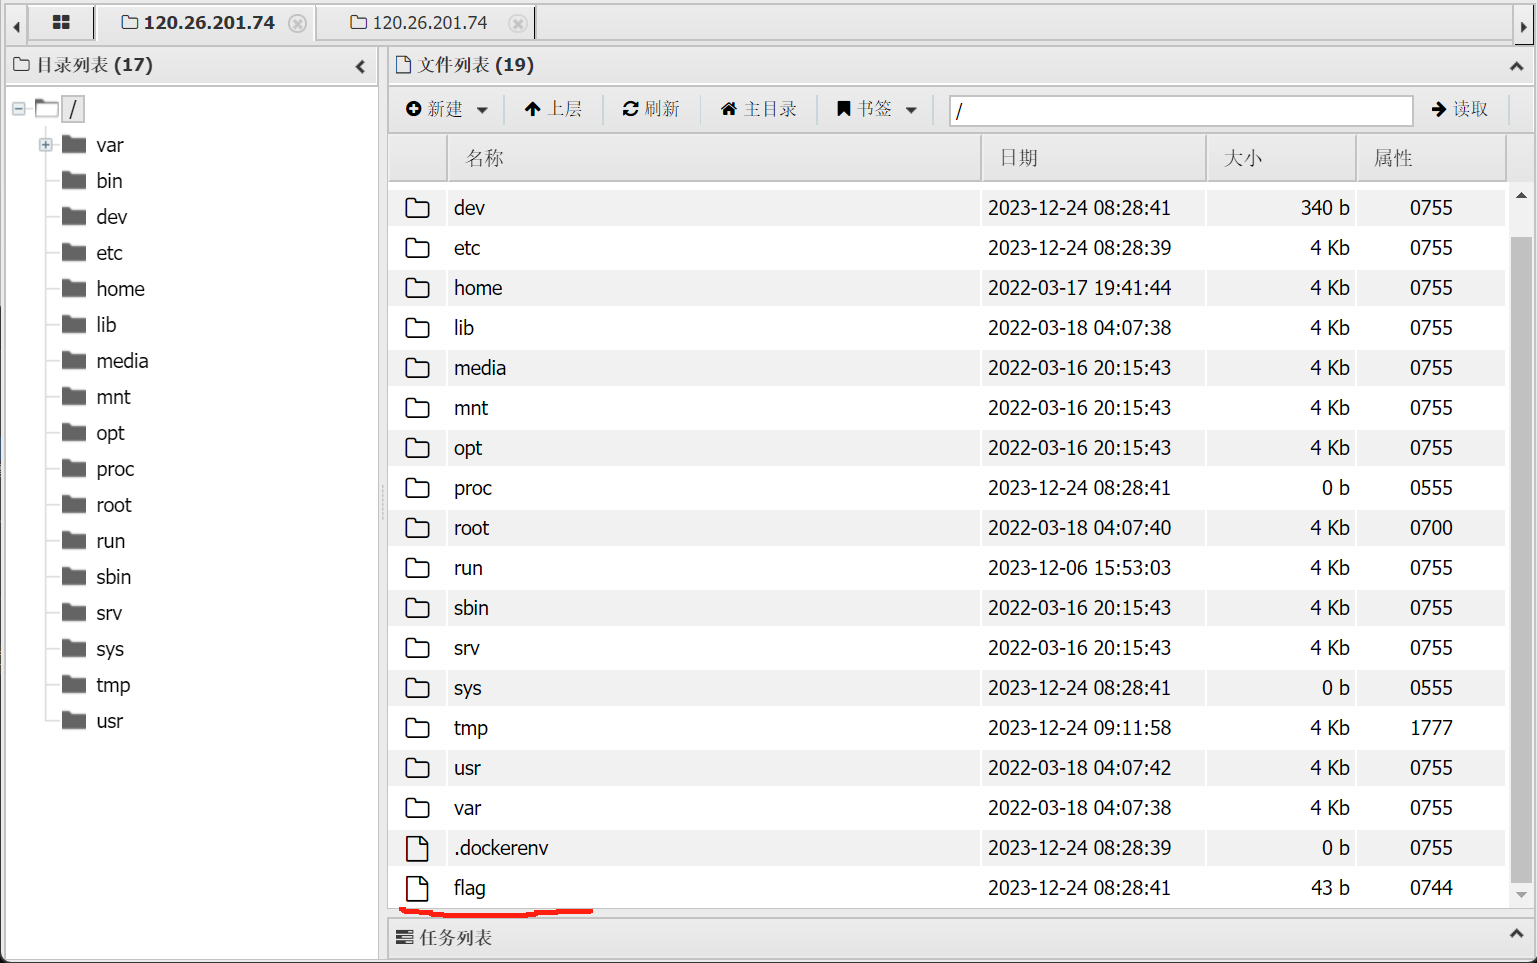 120.26.201.74 120.26.201.74
目录列表 (17)
/
var
bin
dev
etc
home
lib
media
mnt
opt
proc
root
run
sbin
srv
sys
tmp
usr
文件列表 (19)
新建 上层 刷新 主目录 书签 / 读取
名称 日期 大小 属性
dev 2023-12-24 08:28:41 340 b 0755
etc 2023-12-24 08:28:39 4 Kb 0755
home 2022-03-17 19:41:44 4 Kb 0755
lib 2022-03-18 04:07:38 4 Kb 0755
media 2022-03-16 20:15:43 4 Kb 0755
mnt 2022-03-16 20:15:43 4 Kb 0755
opt 2022-03-16 20:15:43 4 Kb 0755
proc 2023-12-24 08:28:41 0 b 0555
root 2022-03-18 04:07:40 4 Kb 0700
run 2023-12-06 15:53:03 4 Kb 0755
sbin 2022-03-16 20:15:43 4 Kb 0755
srv 2022-03-16 20:15:43 4 Kb 0755
sys 2023-12-24 08:28:41 0 b 0555
tmp 2023-12-24 09:11:58 4 Kb 1777
usr 2022-03-18 04:07:42 4 Kb 0755
var 2022-03-18 04:07:38 4 Kb 0755
.dockerenv 2023-12-24 08:28:39 0 b 0755
flag 2023-12-24 08:28:41 43 b 0744
任务列表